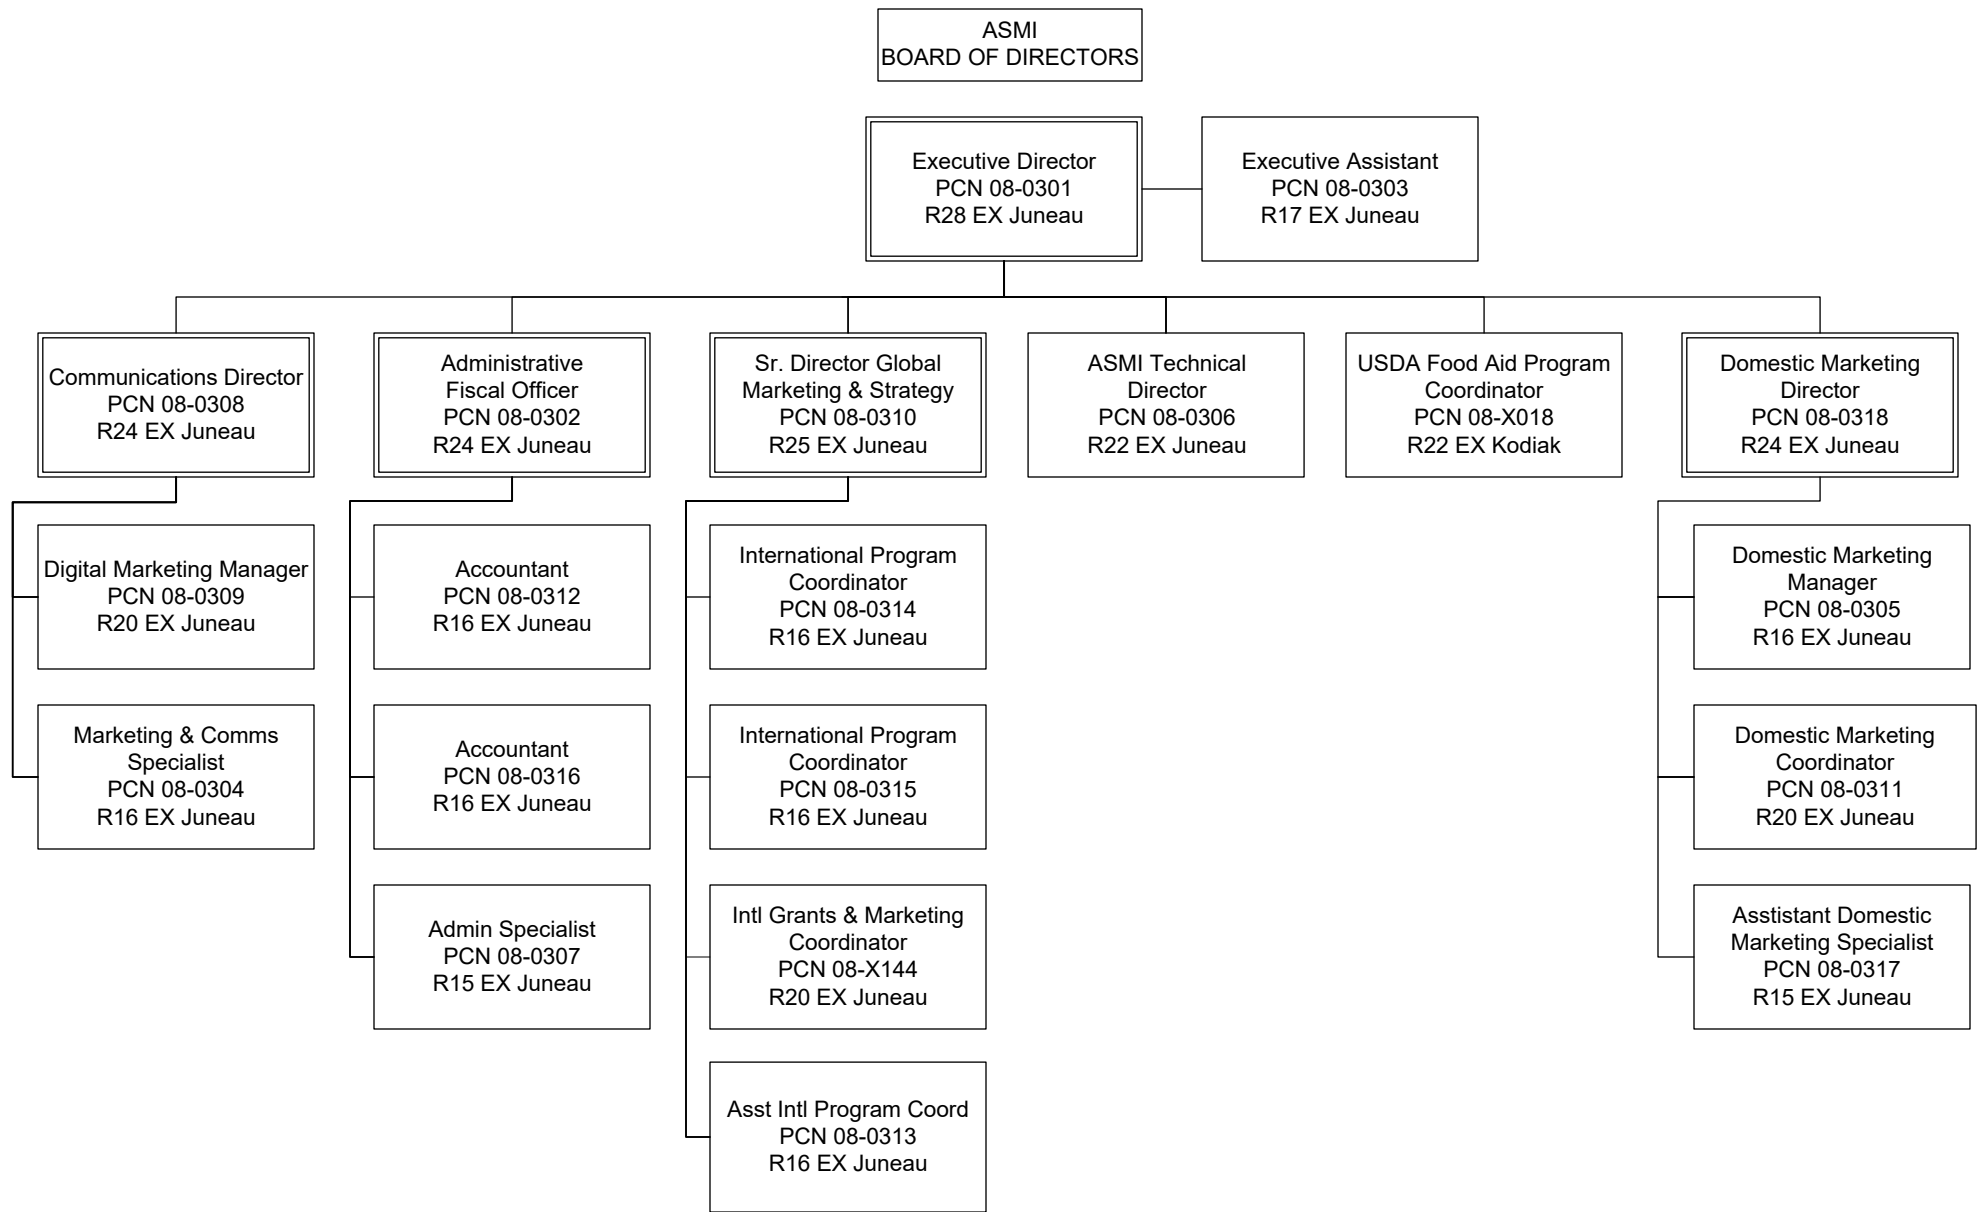 ASMI
BOARD OF DIRECTORS
Executive Director
PCN 08-0301
R28 EX Juneau
Executive Assistant
PCN 08-0303
R17 EX Juneau
Communications Director
PCN 08-0308
R24 EX Juneau
Administrative
Fiscal Officer
PCN 08-0302
R24 EX Juneau
Sr. Director Global
Marketing & Strategy
PCN 08-0310
R25 EX Juneau
ASMI Technical
Director
PCN 08-0306
R22 EX Juneau
USDA Food Aid Program
Coordinator
PCN 08-X018
R22 EX Kodiak
Domestic Marketing
Director
PCN 08-0318
R24 EX Juneau
Digital Marketing Manager
PCN 08-0309
R20 EX Juneau
Accountant
PCN 08-0312
R16 EX Juneau
International Program
Coordinator
PCN 08-0314
R16 EX Juneau
Domestic Marketing
Manager
PCN 08-0305
R16 EX Juneau
Marketing & Comms
Specialist
PCN 08-0304
R16 EX Juneau
Accountant
PCN 08-0316
R16 EX Juneau
International Program
Coordinator
PCN 08-0315
R16 EX Juneau
Domestic Marketing
Coordinator
PCN 08-0311
R20 EX Juneau
Admin Specialist
PCN 08-0307
R15 EX Juneau
Intl Grants & Marketing
Coordinator
PCN 08-X144
R20 EX Juneau
Asstistant Domestic
Marketing Specialist
PCN 08-0317
R15 EX Juneau
Asst Intl Program Coord
PCN 08-0313
R16 EX Juneau